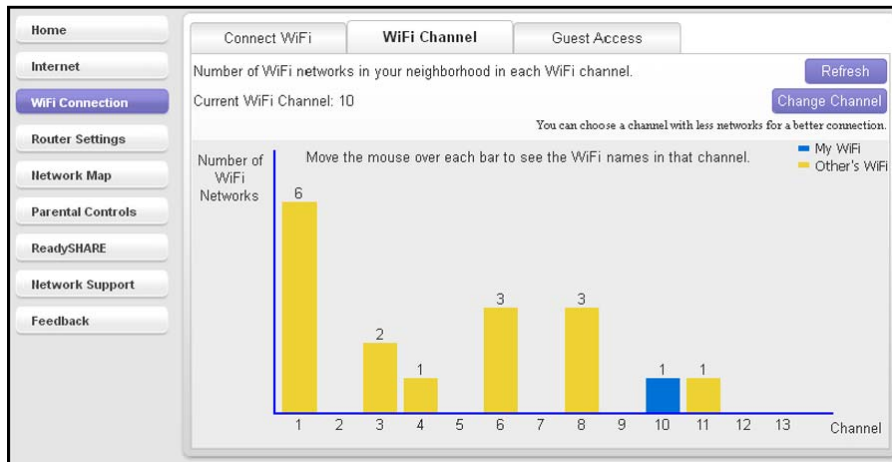 Home
Internet
WiFi Connection
Router Settings
Network Map
Parental Controls
ReadySHARE
Network Support
Feedback
Connect WiFi
WiFi Channel
Guest Access
Number of WiFi networks in your neighborhood in each WiFi channel.
Refresh
Current WiFi Channel: 10
Change Channel
You can choose a channel with less networks for a better connection.
Number of
WiFi
Networks
Move the mouse over each bar to see the WiFi names in that channel.
My WiFi
Other's WiFi
6
2
1
3
3
1
1
1 2 3 4 5 6 7 8 9 10 11 12 13
Channel